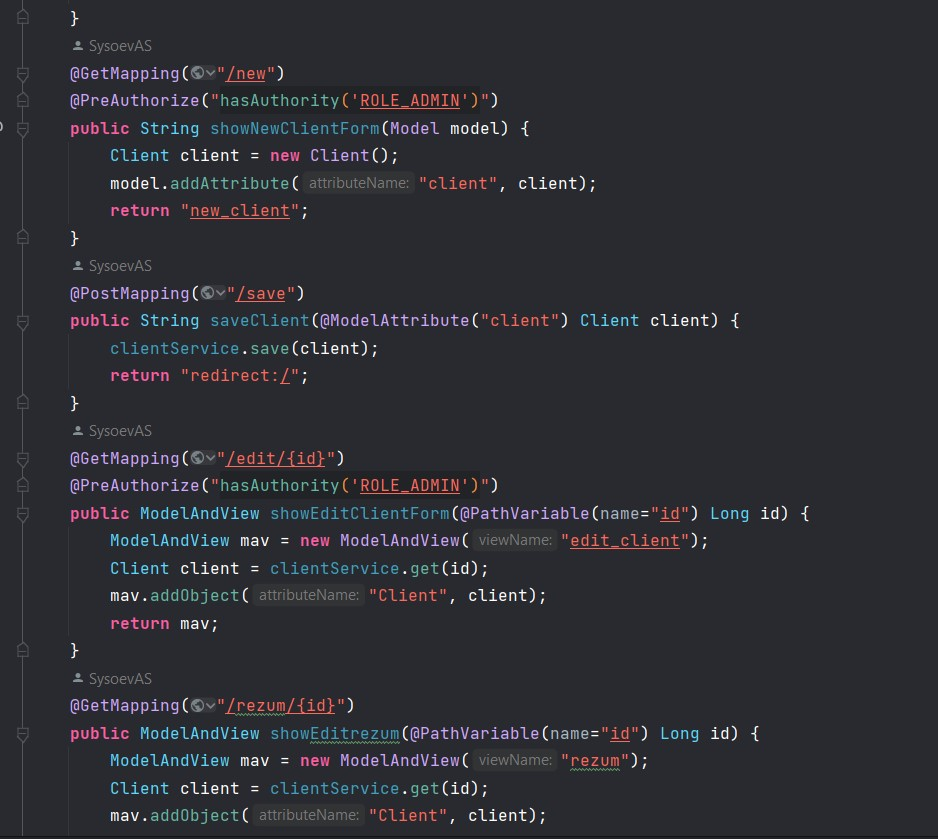 }
SysoevAS
@GetMapping("/new")
@PreAuthorize("hasAuthority('ROLE_ADMIN')")
public String showNewClientForm(Model model) {
Client client = new Client();
model.addAttribute( attributeName: "client", client);
return "new_client";
}
SysoevAS
@PostMapping("/save")
public String saveClient(@ModelAttribute("client") Client client) {
clientService.save(client);
return "redirect:/";
}
SysoevAS
@GetMapping("/edit/{id}")
@PreAuthorize("hasAuthority('ROLE_ADMIN')")
public ModelAndView showEditClientForm(@PathVariable(name="id") Long id) {
ModelAndView mav = new ModelAndView( viewName: "edit_client");
Client client = clientService.get(id);
mav.addObject( attributeName: "Client", client);
return mav;
}
SysoevAS
@GetMapping("/rezum/{id}")
public ModelAndView showEditrezum(@PathVariable(name="id") Long id) {
ModelAndView mav = new ModelAndView( viewName: "rezum");
Client client = clientService.get(id);
mav.addObject( attributeName: "Client", client);